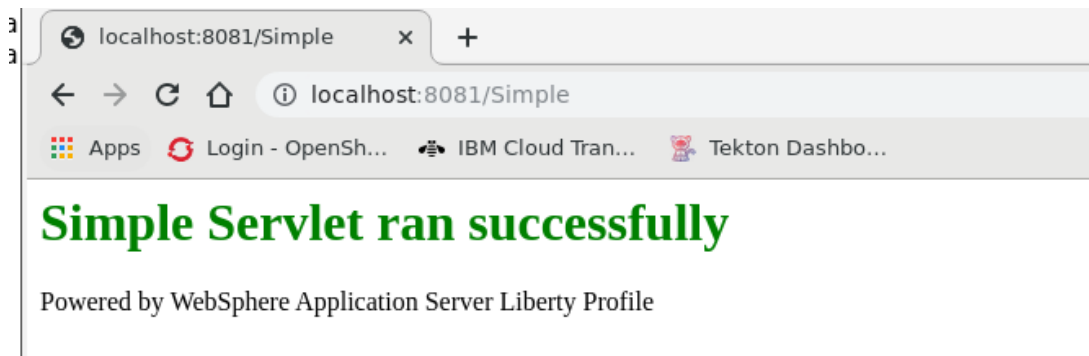 a
a
localhost:8081/Simple
localhost:8081/Simple
Apps Login - OpenSh... IBM Cloud Tran... Tekton Dashbo...
Simple Servlet ran successfully
Powered by WebSphere Application Server Liberty Profile